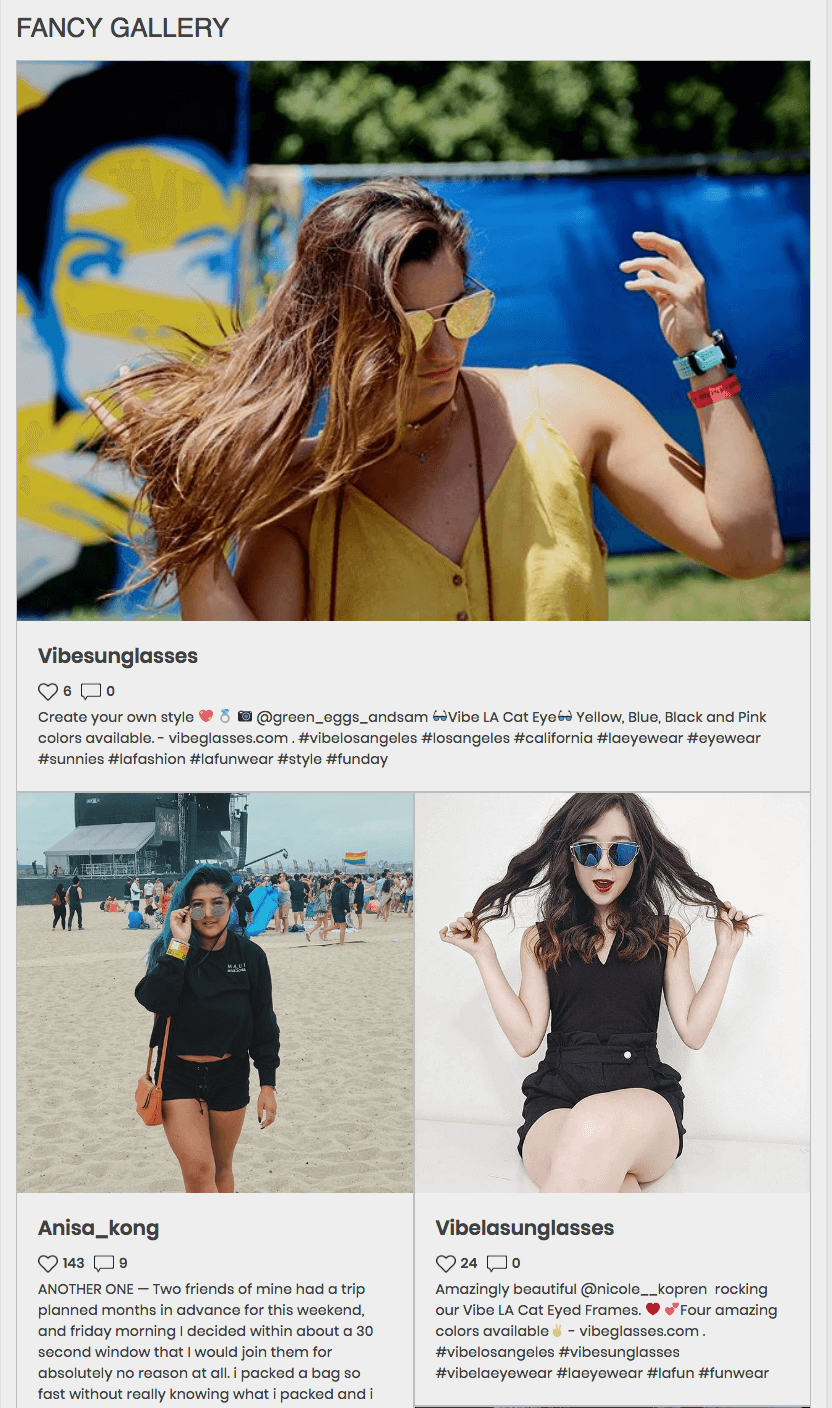 FANCY GALLERY
Vibesunglasses
6 0
Create your own style 💖 💍 📷 @green_eggs_andsam 👓Vibe LA Cat Eye👓 Yellow, Blue, Black and Pink
colors available. - vibeglasses.com . #vibelosangeles #losangeles #california #laeyewear #eyewear
#sunnies #lafashion #lafunwear #style #funday
MAUI
Anisa_kong
143 9
ANOTHER ONE — Two friends of mine had a trip
planned months in advance for this weekend,
and friday morning I decided within about a 30
second window that I would join them for
absolutely no reason at all. i packed a bag so
fast without really knowing what i packed and i
Vibelasunglasses
24 0
Amazingly beautiful @nicole__kopren rocking
our Vibe LA Cat Eyed Frames. ❤️ 💕Four amazing
colors available✌️ - vibeglasses.com .
#vibelosangeles #vibesunglasses
#vibelaeyewear #laeyewear #lafun #funwear